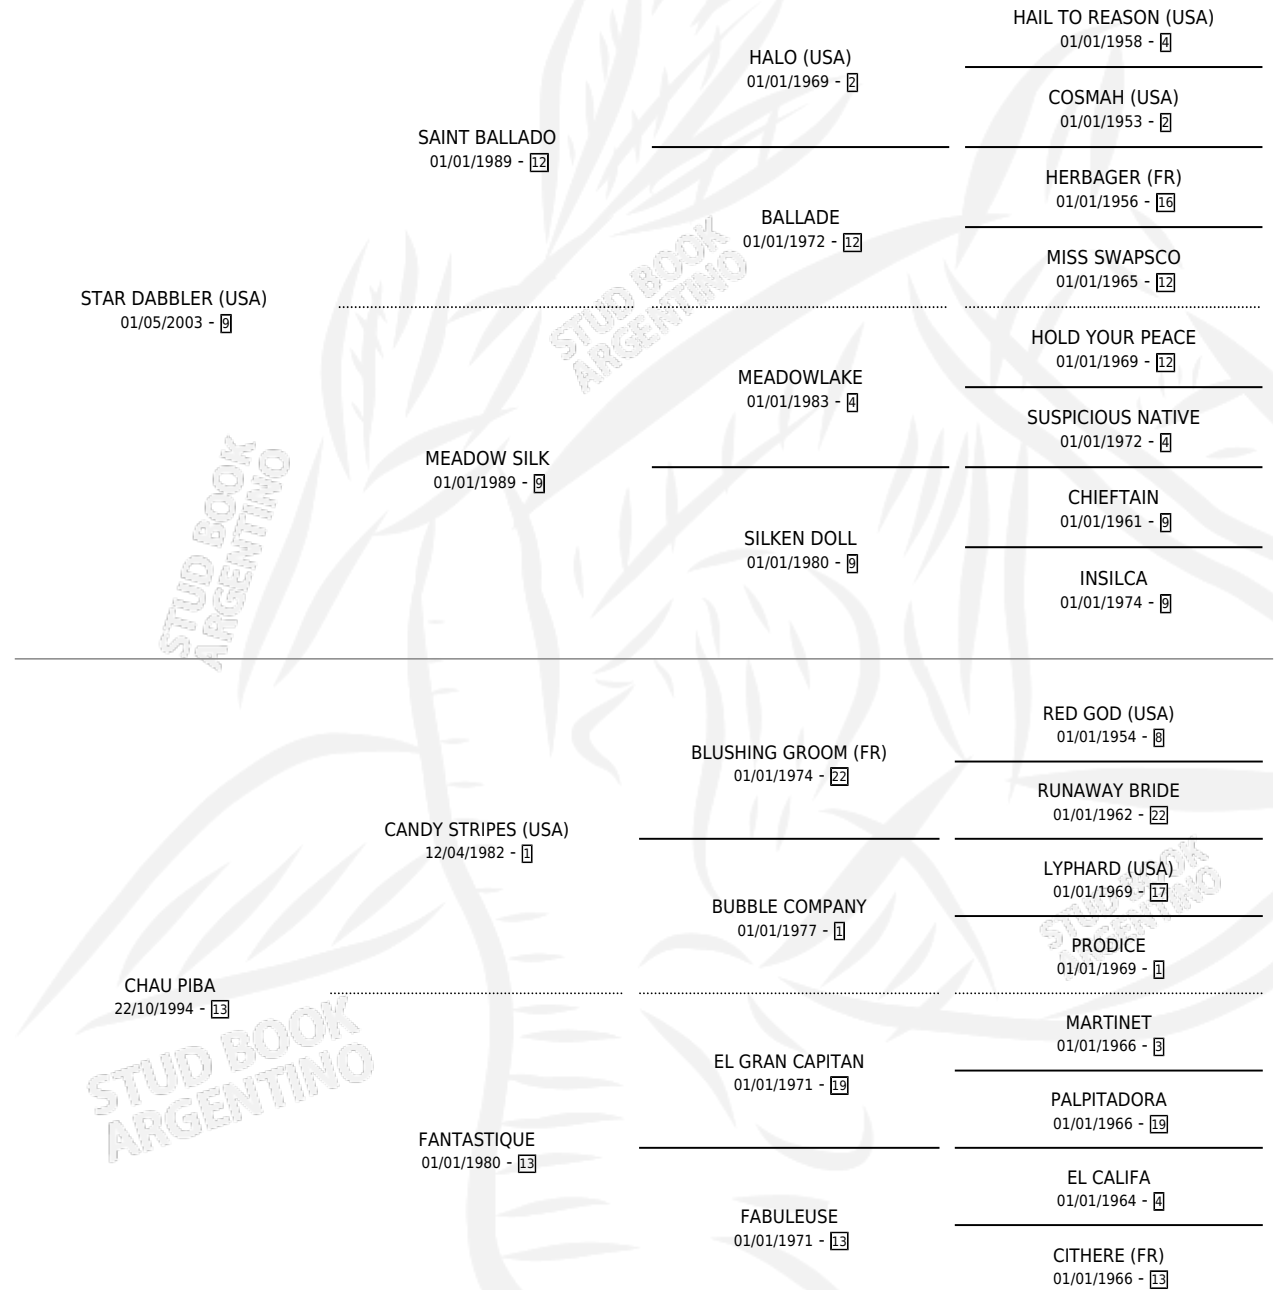 HAIL TO REASON (USA)
01/01/1958 - 4
HALO (USA)
01/01/1969 - 2
COSMAH (USA)
01/01/1953 - 2
SAINT BALLADO
01/01/1989 - 12
HERBAGER (FR)
01/01/1956 - 16
BALLADE
01/01/1972 - 12
MISS SWAPSCO
01/01/1965 - 12
STAR DABBLER (USA)
01/05/2003 - 9
HOLD YOUR PEACE
01/01/1969 - 12
MEADOWLAKE
01/01/1983 - 4
SUSPICIOUS NATIVE
01/01/1972 - 4
MEADOW SILK
01/01/1989 - 9
CHIEFTAIN
01/01/1961 - 9
SILKEN DOLL
01/01/1980 - 9
INSILCA
01/01/1974 - 9
RED GOD (USA)
01/01/1954 - 8
BLUSHING GROOM (FR)
01/01/1974 - 22
RUNAWAY BRIDE
01/01/1962 - 22
CANDY STRIPES (USA)
12/04/1982 - 1
LYPHARD (USA)
01/01/1969 - 17
BUBBLE COMPANY
01/01/1977 - 1
PRODICE
01/01/1969 - 1
CHAU PIBA
22/10/1994 - 13
MARTINET
01/01/1966 - 3
EL GRAN CAPITAN
01/01/1971 - 19
PALPITADORA
01/01/1966 - 19
FANTASTIQUE
01/01/1980 - 13
EL CALIFA
01/01/1964 - 4
FABULEUSE
01/01/1971 - 13
CITHERE (FR)
01/01/1966 - 13
STUD BOOK
ARGENTINO
STUD BOOK
ARGENTINO
STUD BOOK
ARGENTINO
STUD BOOK
ARGENTINO